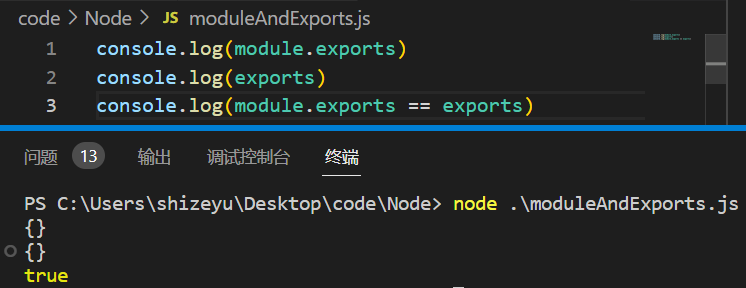 code > Node > JS moduleAndExports.js
1 console.log(module.exports)
2 console.log(exports)
3 console.log(module.exports == exports)
问题 13 输出 调试控制台 终端
PS C:\Users\shizeyu\Desktop\code\Node> node .\moduleAndExports.js
{}
{}
true